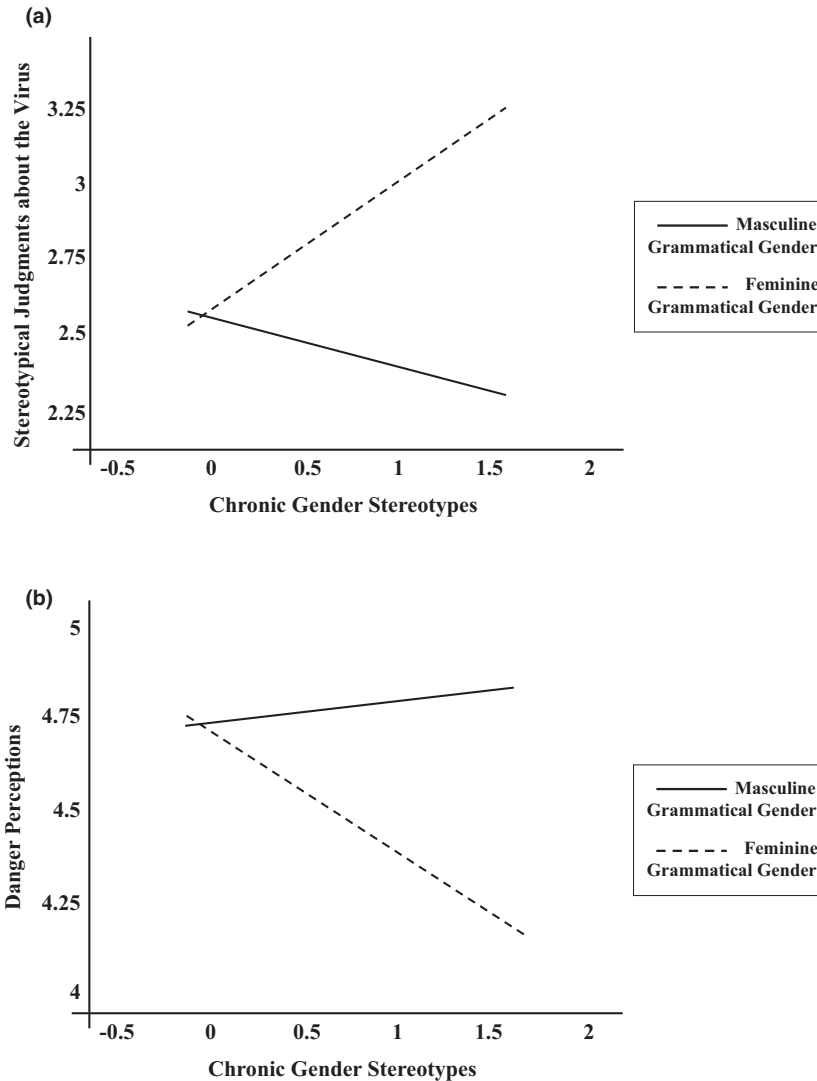 (a)
Stereotypical Judgments about the Virus
3.25
3
2.75
2.5
2.25
-0.5 0 0.5 1 1.5 2
Chronic Gender Stereotypes
Masculine
Grammatical Gender
Feminine
Grammatical Gender
(b)
Danger Perceptions
5
4.75
4.5
4.25
4
-0.5 0 0.5 1 1.5 2
Chronic Gender Stereotypes
Masculine
Grammatical Gender
Feminine
Grammatical Gender